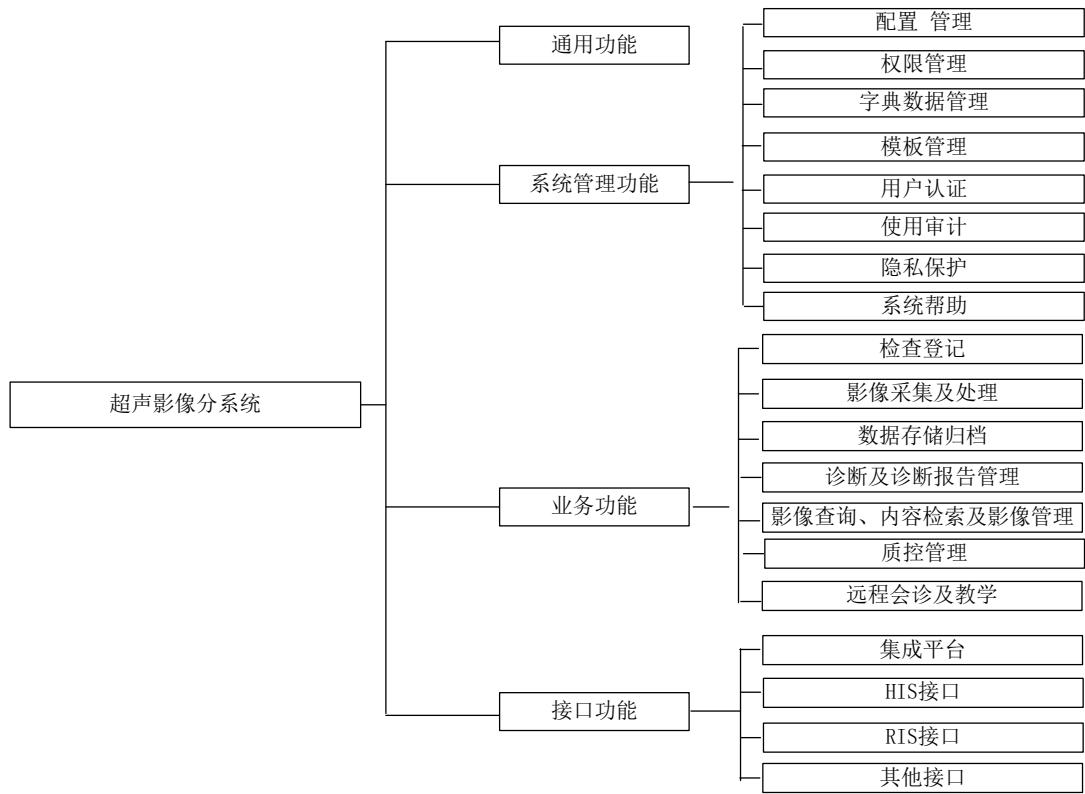 超声影像分系统
通用功能
系统管理功能
配置 管理
权限管理
字典数据管理
模板管理
用户认证
使用审计
隐私保护
系统帮助
业务功能
检查登记
影像采集及处理
数据存储归档
诊断及诊断报告管理
影像查询、内容检索及影像管理
质控管理
远程会诊及教学
接口功能
集成平台
HIS接口
RIS接口
其他接口